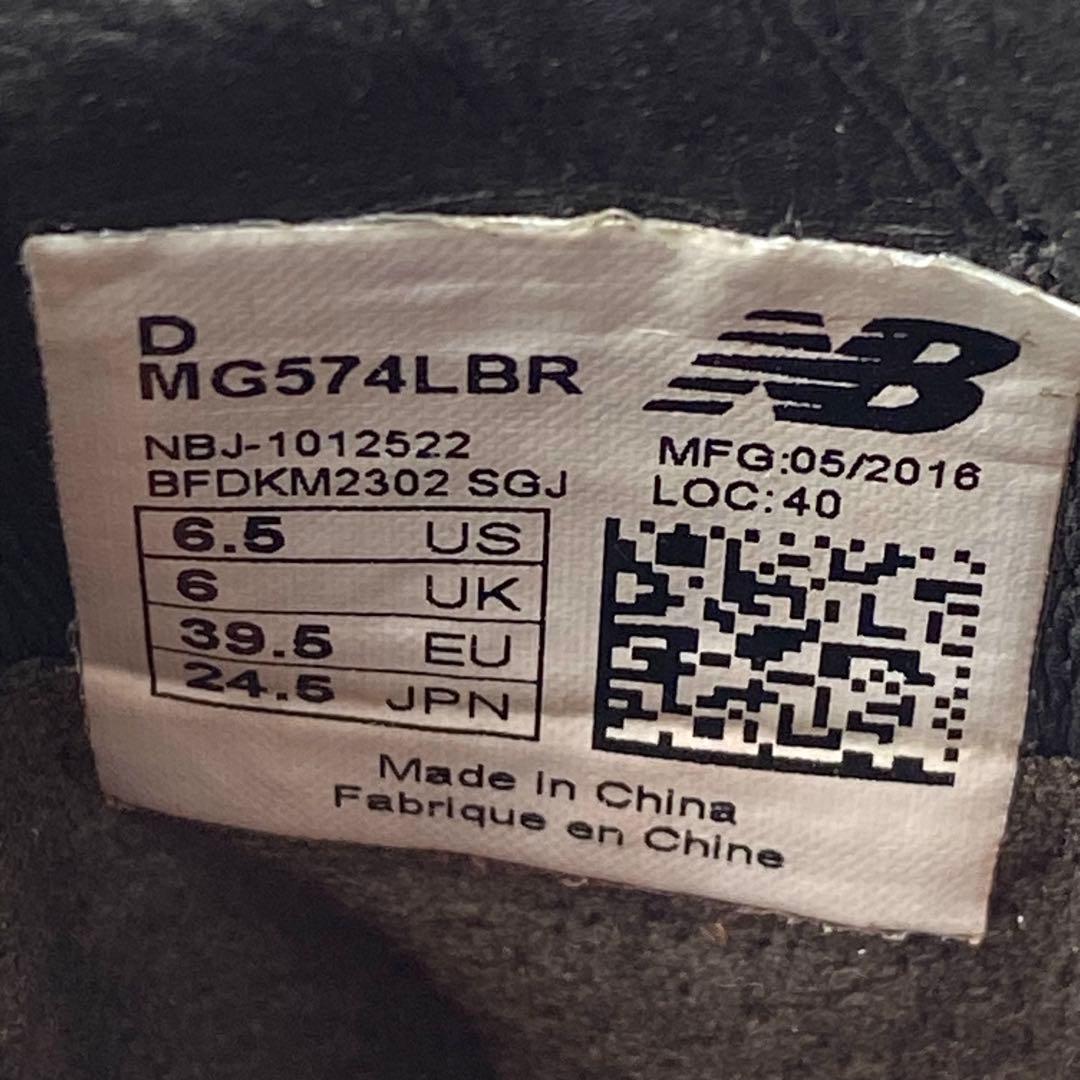 D
MG574LBR
NBJ-1012522
BFDKM2302 SGJ
6.5 US
6 UK
39.5 EU
24.5 JPN
NB
MFG:05/2016
LOC:40
Made in China
Fabrique en Chine